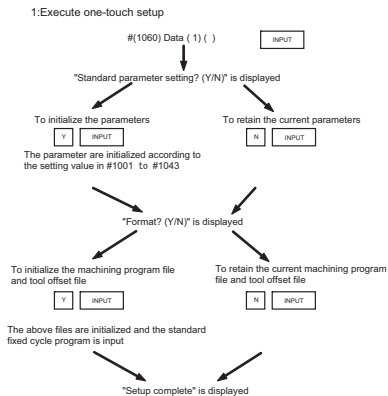 1:Execute one-touch setup
#(1060) Data ( 1) ( ) INPUT
"Standard parameter setting? (Y/N)" is displayed
To initialize the parameters
Y INPUT
The parameter are initialized according to
the setting value in #1001 to #1043
To retain the current parameters
N INPUT
"Format? (Y/N)" is displayed
To initialize the machining program file
and tool offset file
Y INPUT
The above files are initialized and the standard
fixed cycle program is input
To retain the current machining program
file and tool offset file
N INPUT
"Setup complete" is displayed